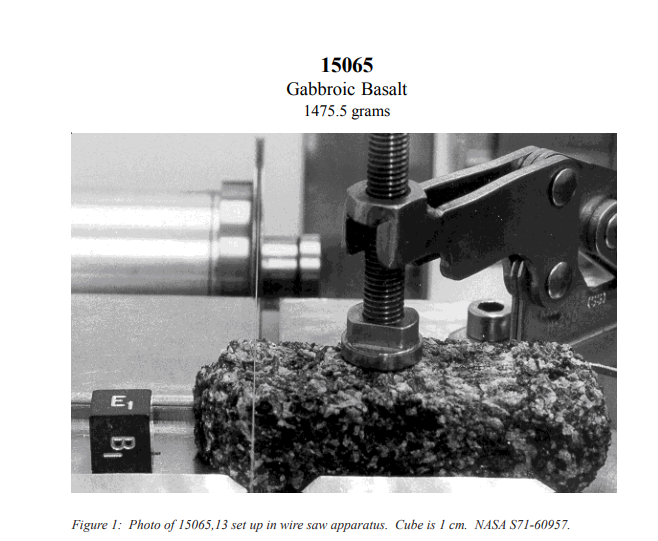 15065
Gabbroic Basalt
1475.5 grams
E1
B1
Figure 1: Photo of 15065,13 set up in wire saw apparatus. Cube is 1 cm. NASA S71-60957.